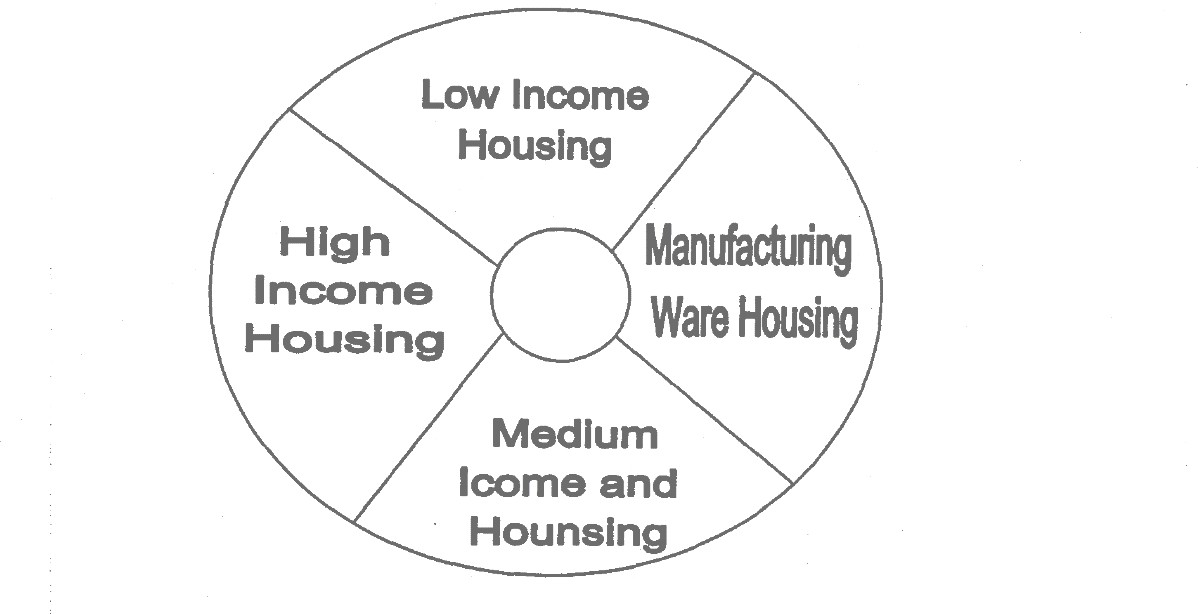 Low Income
Housing
High
Income
Housing
Manufacturing
Ware Housing
Medium
Icome and
Hounsing